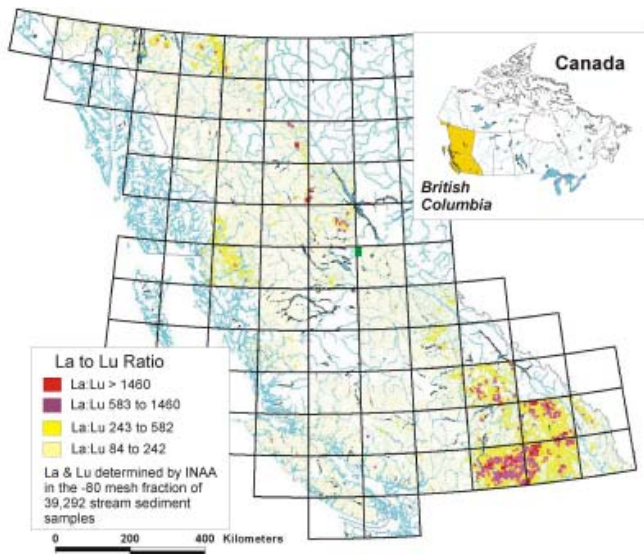 Canada
British
Columbia
La to Lu Ratio
La:Lu > 1460
La:Lu 583 to 1460
La:Lu 243 to 582
La:Lu 84 to 242
La & Lu determined by INAA
in the -80 mesh fraction of
39,292 stream sediment
samples
0 200 400 Kilometers